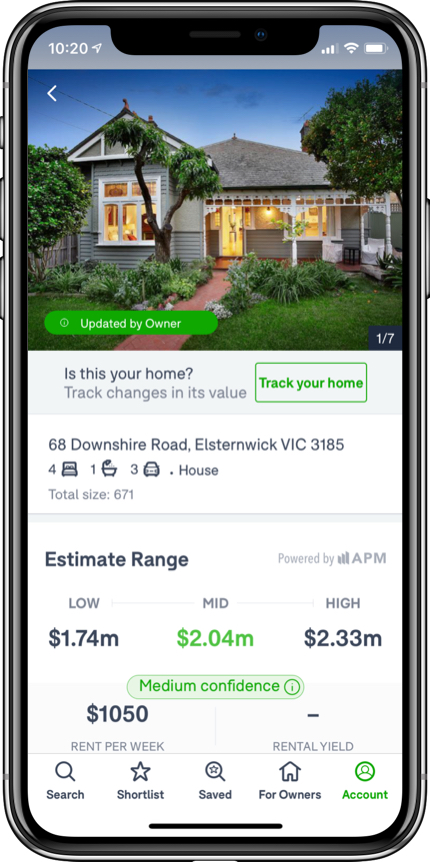 10:20
Updated by Owner
1/7
Is this your home?
Track changes in its value
Track your home
68 Downshire Road, Elsternwick VIC 3185
4 1 3 . House
Total size: 671
Estimate Range
Powered by APM
LOW MID HIGH
$1.74m $2.04m $2.33m
Medium confidence
$1050 –
RENT PER WEEK RENTAL YIELD
Search Shortlist Saved For Owners Account